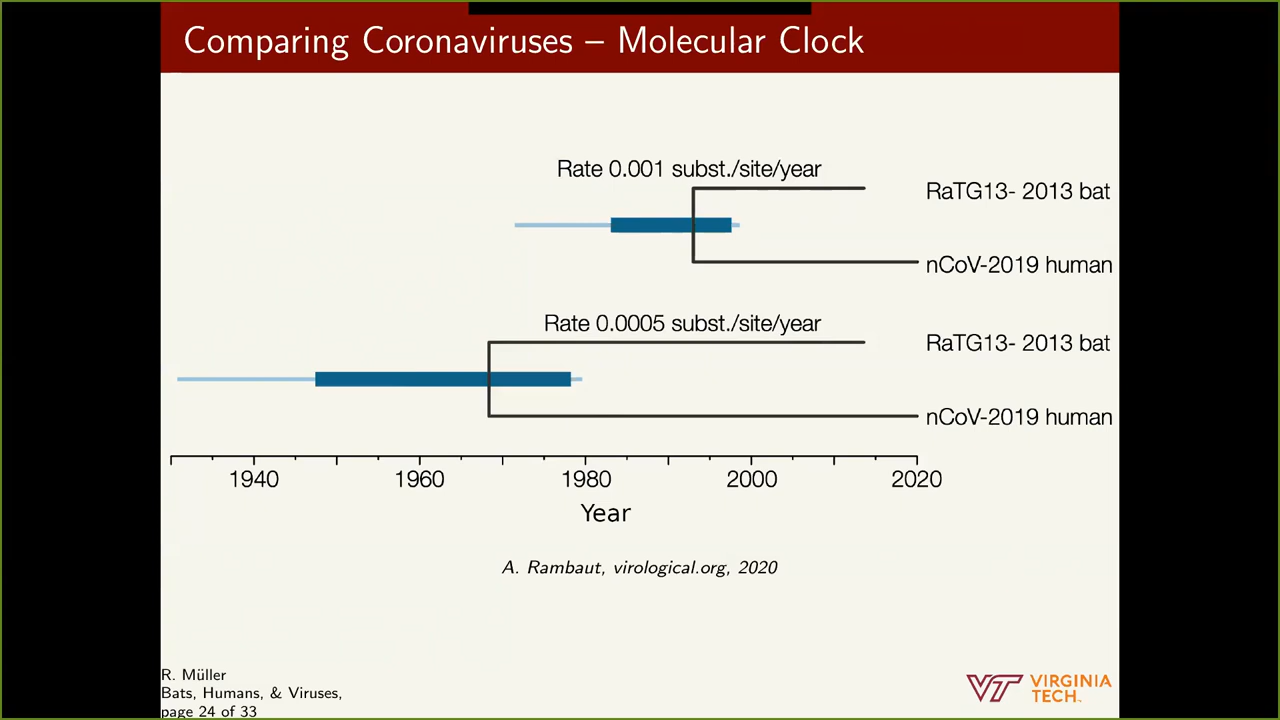 Comparing Coronaviruses – Molecular Clock
Rate 0.001 subst./site/year
RaTG13- 2013 bat
nCoV-2019 human
Rate 0.0005 subst./site/year
RaTG13- 2013 bat
nCoV-2019 human
1940 1960 1980 2000 2020
Year
A. Rambaut, virological.org, 2020
R. Müller
Bats, Humans, & Viruses,
page 24 of 33
VT VIRGINIA
TECH